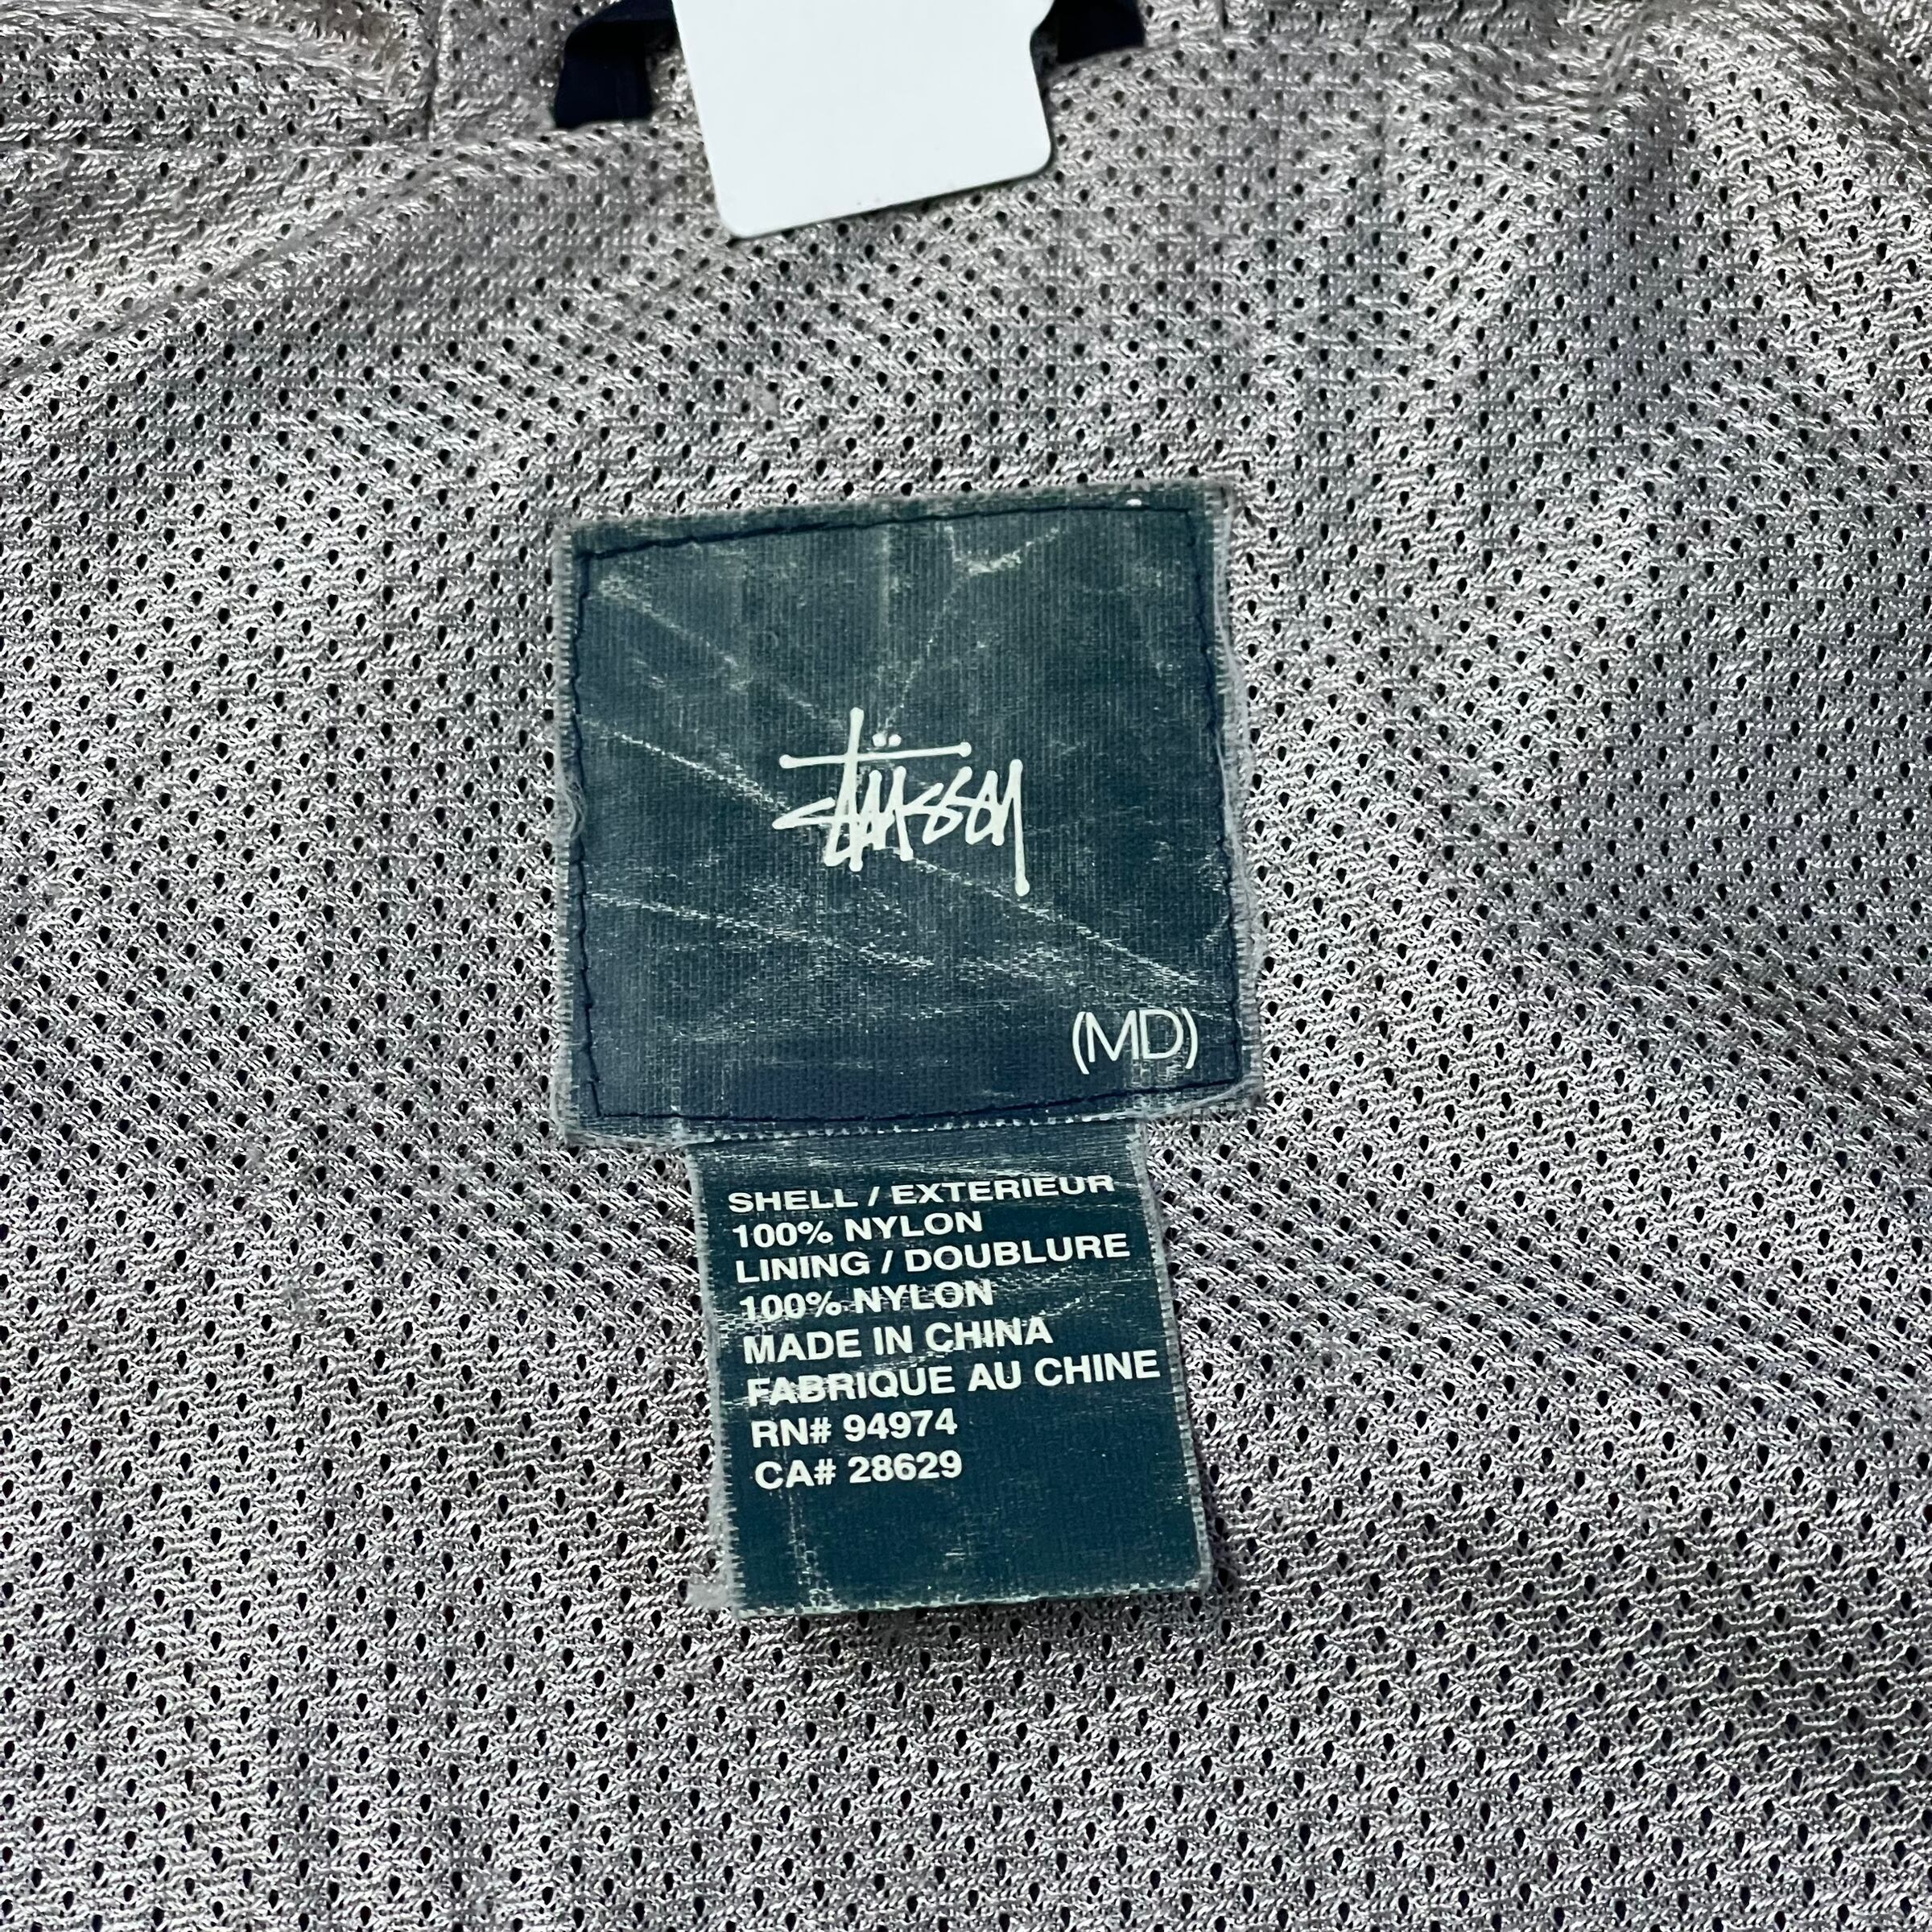 Stüssy
(MD)
SHELL / EXTERIEUR
100% NYLON
LINING / DOUBLURE
100% NYLON
MADE IN CHINA
FABRIQUE AU CHINE
RN# 94974
CA# 28629